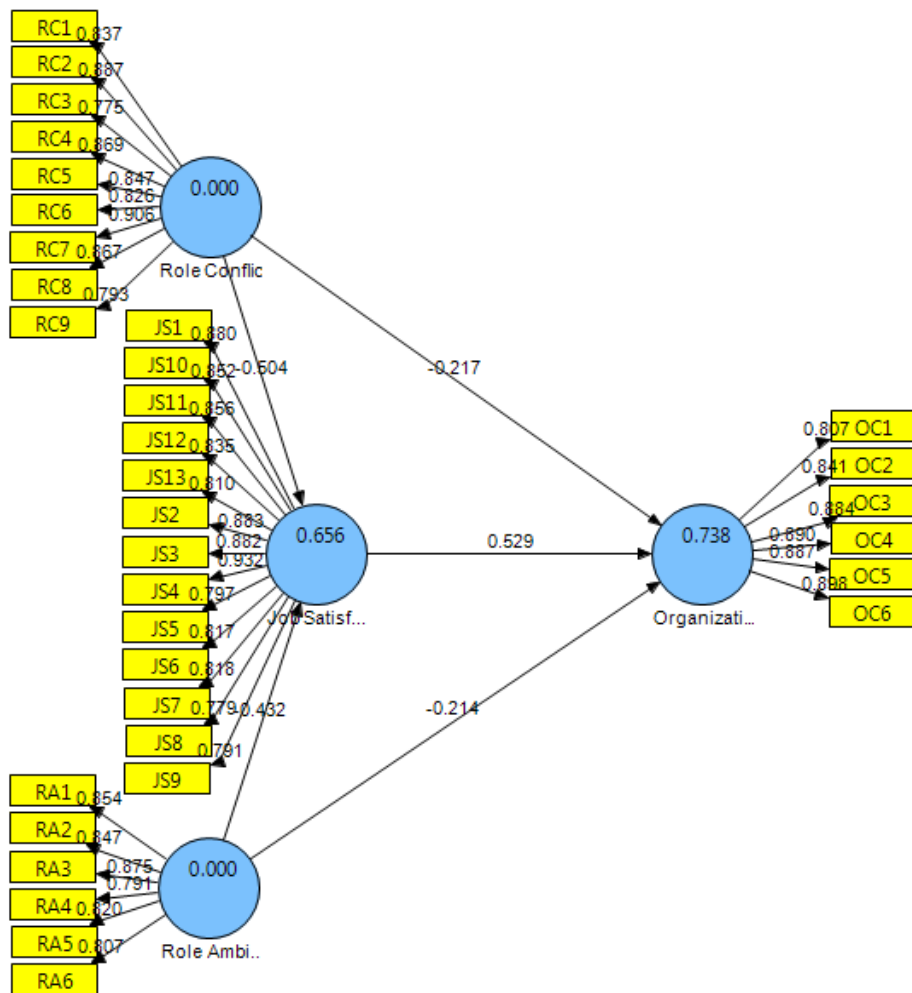 RC1
0.837
RC2
0.887
RC3
0.775
RC4
0.869
RC5
0.847
RC6
0.826
0.906
RC7
0.867
RC8
0.793
RC9
0.000
Role Conflic
JS1
0.880
JS10
0.852
-0.504
JS11
0.856
JS12
0.835
JS13
0.810
JS2
0.883
JS3
0.882
0.932
JS4
0.797
JS5
0.817
JS6
0.818
JS7
0.779
-0.432
JS8
0.791
JS9
0.656
Job Satisf...
-0.217
0.529
-0.214
0.738
Organizati...
0.807
OC1
0.841
OC2
OC3
0.884
0.890
OC4
0.887
OC5
0.898
OC6
RA1
0.854
RA2
0.847
RA3
0.875
0.791
RA4
0.820
RA5
0.807
RA6
0.000
Role Ambi..